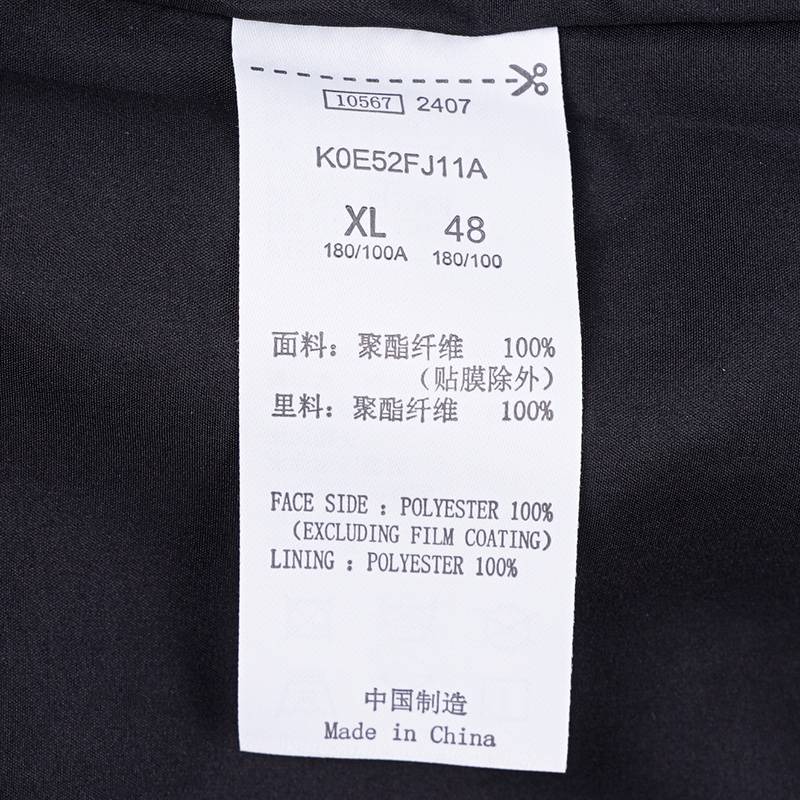 10567 2407
K0E52FJ11A
XL 48
180/100A 180/100
面料: 聚酯纤维 100%
(贴膜除外)
里料: 聚酯纤维 100%
FACE SIDE : POLYESTER 100%
(EXCLUDING FILM COATING)
LINING : POLYESTER 100%
中国制造
Made in China